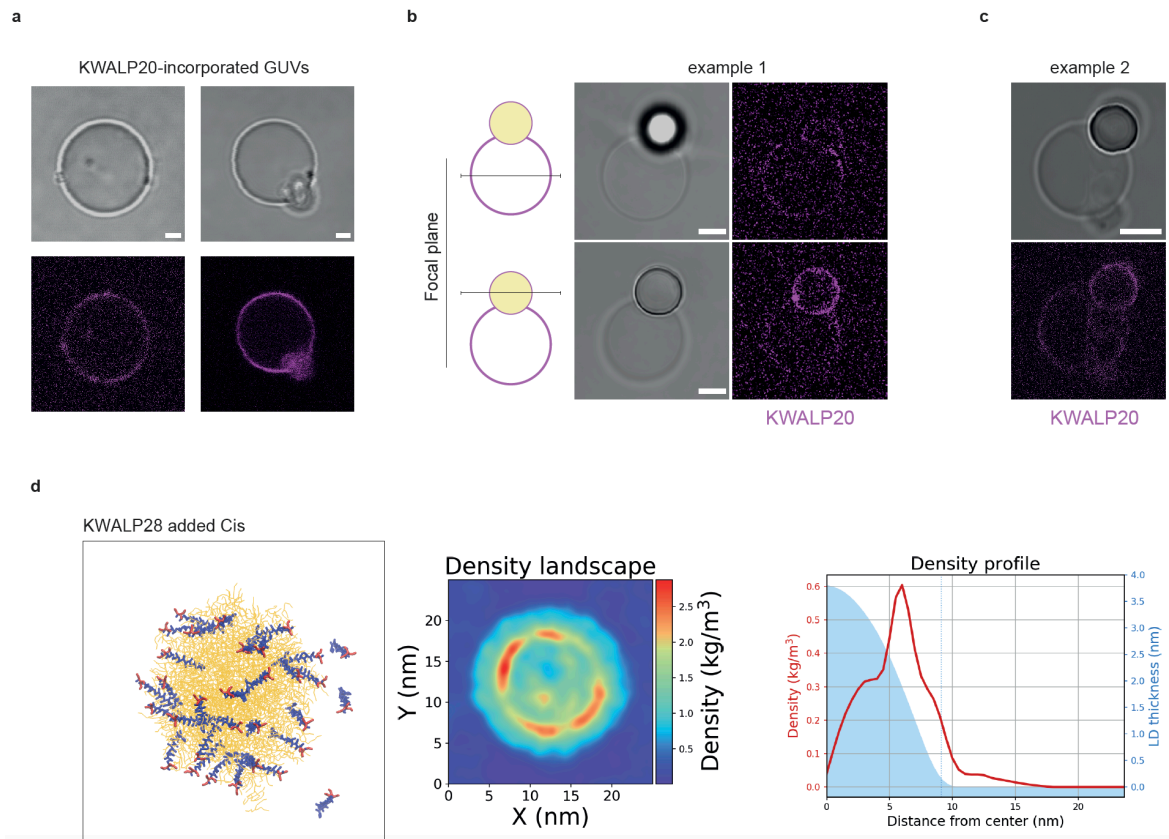 a
b
c
KWALP20-incorporated GUVs
example 1
example 2
Focal plane
KWALP20
KWALP20
d
KWALP28 added Cis
Density landscape
Y (nm)
20
15
10
5
0
0 5 10 15 20
X (nm)
2.5
2.0
1.5
1.0
0.5
Density (kg/m³)
Density profile
Density (kg/m³)
0.6
0.5
0.4
0.3
0.2
0.1
0.0
0 5 10 15 20
Distance from center (nm)
4.0
3.5
3.0
2.5
2.0
1.5
1.0
0.5
0.0
LD thickness (nm)